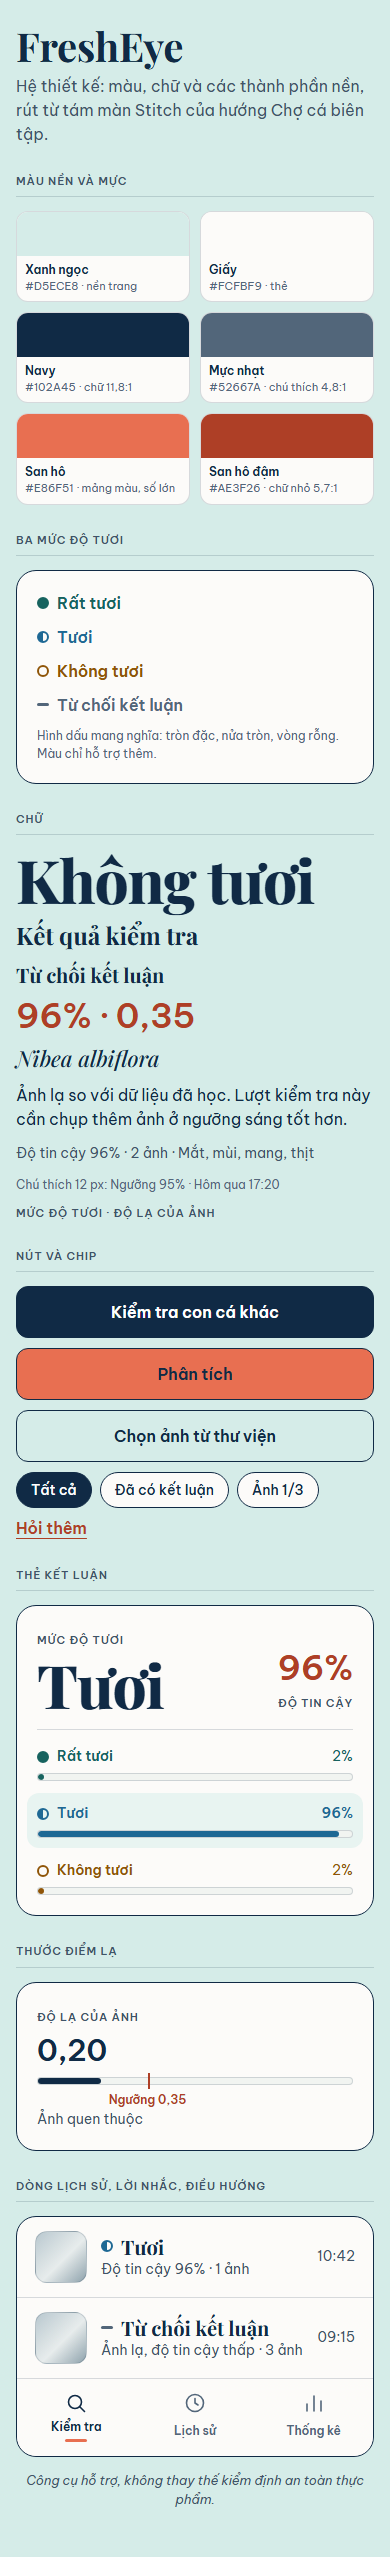 FreshEye
Hệ thiết kế: màu, chữ và các thành phần nền,
rút từ tám màn Stitch của hướng Chợ cá biên
tập.
MÀU NỀN VÀ MỰC
Xanh ngọc
#D5ECE8 · nền trang
Giấy
#FCFBF9 · thẻ
Navy
#102A45 · chữ 11,8:1
Mực nhạt
#52667A · chú thích 4,8:1
San hô
#E86F51 · mảng màu, số lớn
San hô đậm
#AE3F26 · chữ nhỏ 5,7:1
BA MỨC ĐỘ TƯƠI
Rất tươi
Tươi
Không tươi
Từ chối kết luận
Hình dấu mang nghĩa: tròn đặc, nửa tròn, vòng rỗng.
Màu chỉ hỗ trợ thêm.
CHỮ
Không tươi
Kết quả kiểm tra
Từ chối kết luận
96% · 0,35
Nibea albiflora
Ảnh lạ so với dữ liệu đã học. Lượt kiểm tra này
cần chụp thêm ảnh ở ngưỡng sáng tốt hơn.
Độ tin cậy 96% · 2 ảnh · Mắt, mùi, mang, thịt
Chú thích 12 px: Ngưỡng 95% · Hôm qua 17:20
MỨC ĐỘ TƯƠI · ĐỘ LẠ CỦA ẢNH
NÚT VÀ CHIP
Kiểm tra con cá khác
Phân tích
Chọn ảnh từ thư viện
Tất cả
Đã có kết luận
Ảnh 1/3
Hỏi thêm
THẺ KẾT LUẬN
MỨC ĐỘ TƯƠI
Tươi
96%
ĐỘ TIN CẬY
Rất tươi 2%
Tươi 96%
Không tươi 2%
THƯỚC ĐIỂM LẠ
ĐỘ LẠ CỦA ẢNH
0,20
Ngưỡng 0,35
Ảnh quen thuộc
DÒNG LỊCH SỬ, LỜI NHẮC, ĐIỀU HƯỚNG
Tươi
Độ tin cậy 96% · 1 ảnh
10:42
Từ chối kết luận
Ảnh lạ, độ tin cậy thấp · 3 ảnh
09:15
Kiểm tra
Lịch sử
Thống kê
Công cụ hỗ trợ, không thay thế kiểm định an toàn thực
phẩm.